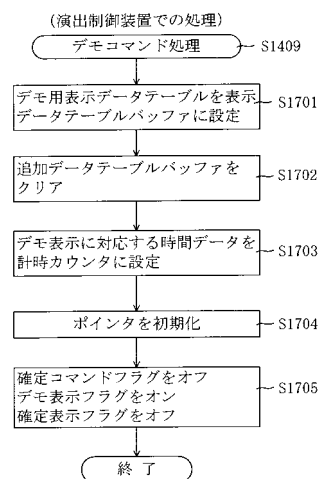 (演出制御装置での処理)
デモコマンド処理
S1409
デモ用表示データテーブルを表示
データテーブルバッファに設定
S1701
追加データテーブルバッファを
クリア
S1702
デモ表示に対応する時間データを
計時カウンタに設定
S1703
ポインタを初期化
S1704
確定コマンドフラグをオフ
デモ表示フラグをオン
確定表示フラグをオフ
S1705
終了